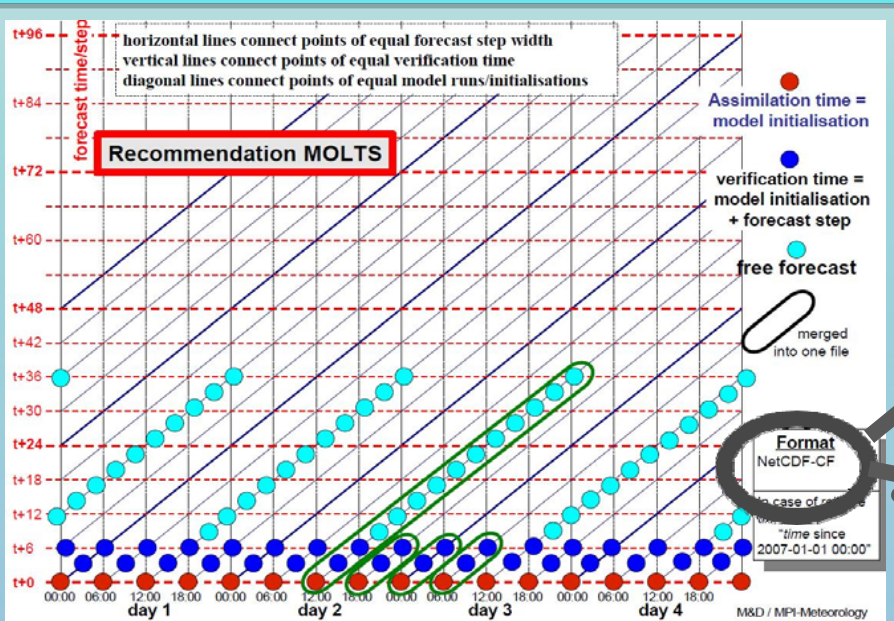 t+96
t+84
t+72
t+60
t+48
t+42
t+36
t+30
t+24
t+18
t+12
t+6
t+0
forecast time/step
horizontal lines connect points of equal forecast step width
vertical lines connect points of equal verification time
diagonal lines connect points of equal model runs/initialisations
Recommendation MOLTS
Assimilation time =
model initialisation
verification time =
model initialisation
+ forecast step
free forecast
merged
into one file
Format
NetCDF-CF
in case of
"time since
2007-01-01 00:00"
00:00 06:00 12:00 18:00 00:00 06:00 12:00 18:00 00:00 06:00 12:00 18:00 00:00 06:00 12:00 18:00
day 1 day 2 day 3 day 4
M&D / MPI-Meteorology